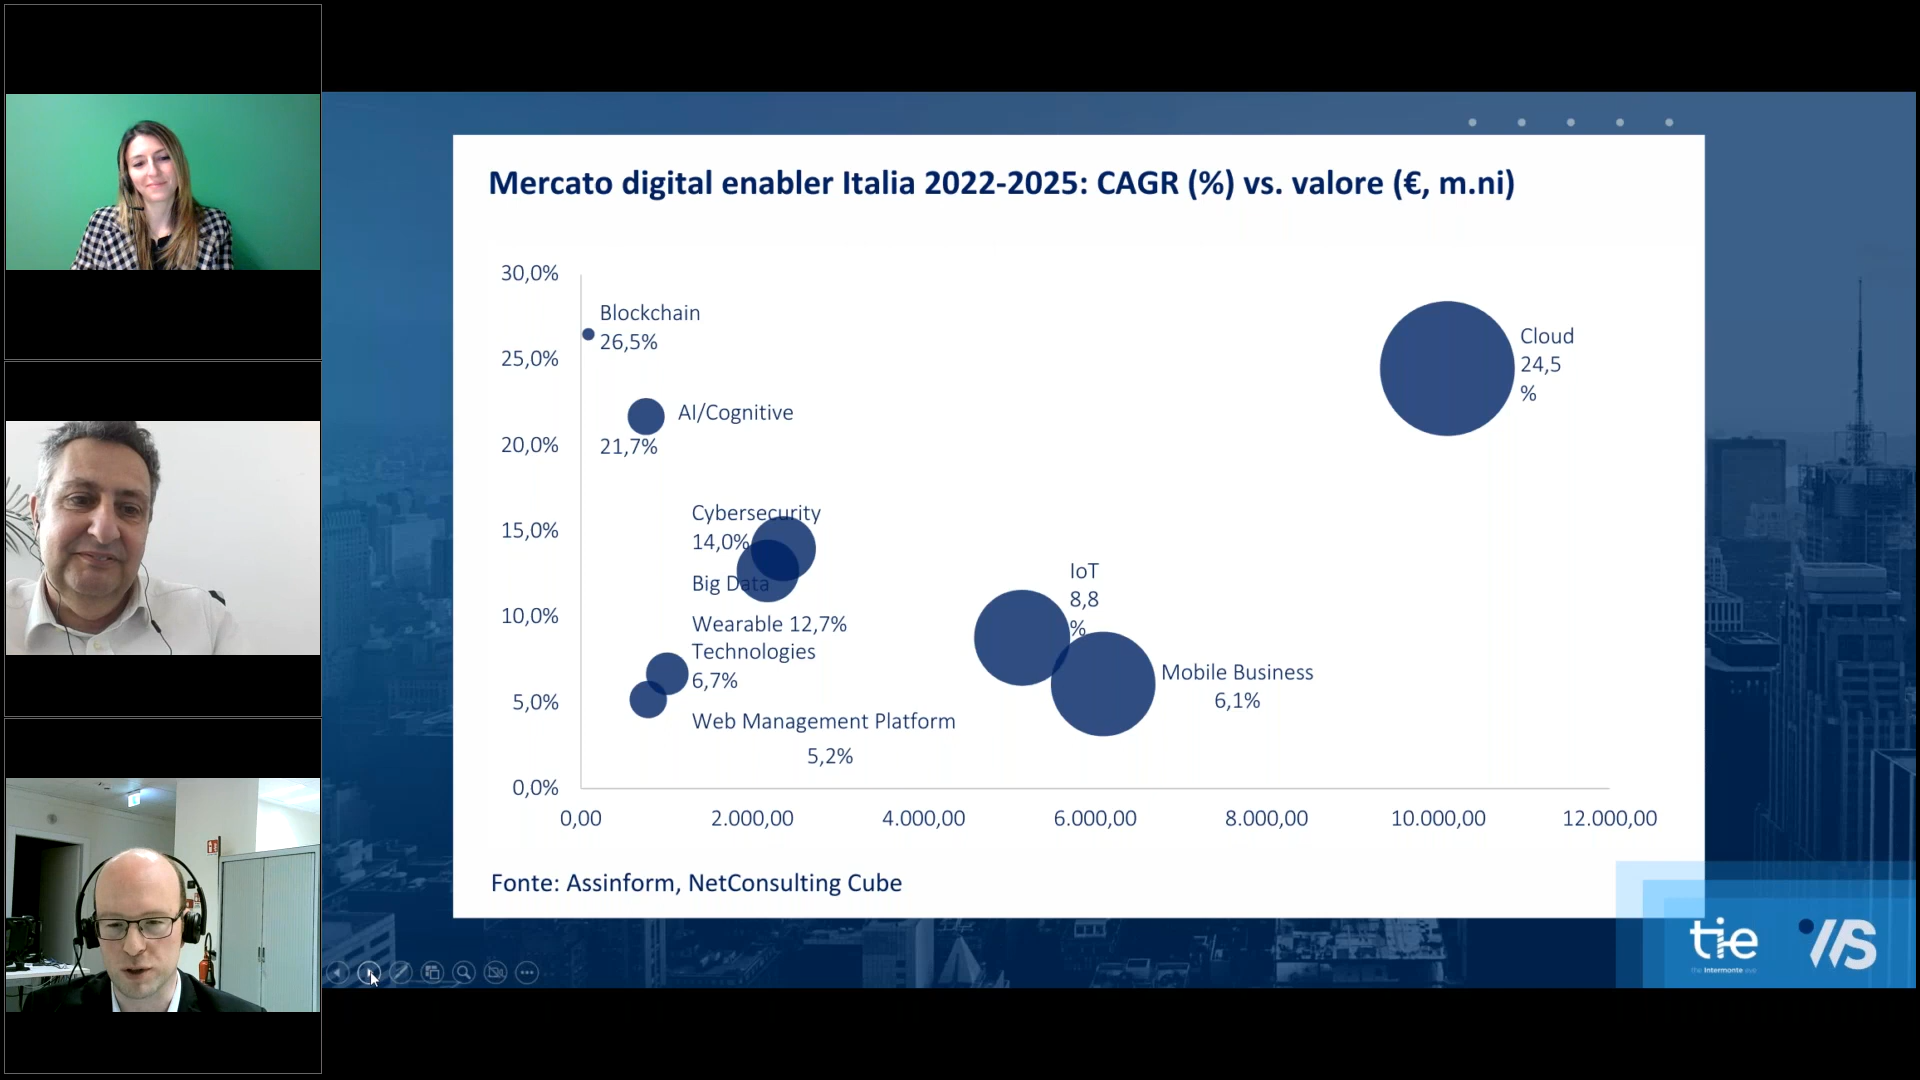 Mercato digital enabler Italia 2022-2025: CAGR (%) vs. valore (€, m.ni)
30,0%
25,0%
20,0%
15,0%
10,0%
5,0%
0,0%
Blockchain
26,5%
AI/Cognitive
21,7%
Cybersecurity
14,0%
Big Data
Wearable 12,7%
Technologies
6,7%
Web Management Platform
5,2%
IoT
8,8
%
Mobile Business
6,1%
Cloud
24,5
%
0,00
2.000,00
4.000,00
6.000,00
8.000,00
10.000,00
12.000,00
Fonte: Assinform, NetConsulting Cube
tie
the Intermonte eye